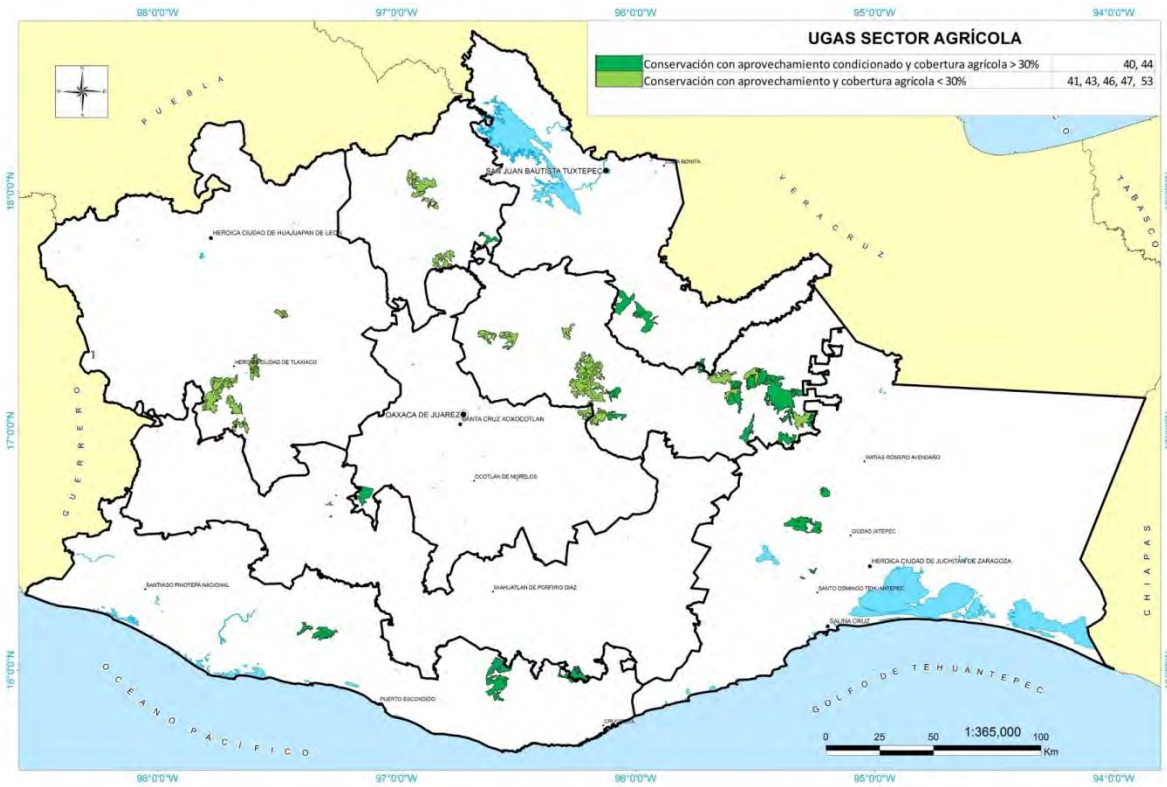 98°0'0"W 97°0'0"W 96°0'0"W 95°0'0"W 94°0'0"W
UGAS SECTOR AGRÍCOLA
Conservación con aprovechamiento condicionado y cobertura agrícola > 30% 40, 44
Conservación con aprovechamiento y cobertura agrícola < 30% 41, 43, 46, 47, 53
PUEBLA
VERACRUZ
TABASCO
LOMA BONITA
SAN JUAN BAUTISTA TUXTEPEC
18°0'0"N
HEROICA CIUDAD DE HUAJUAPAN DE LEÓN
HEROICA CIUDAD DE TLAXIACO
GUERRERO
OAXACA DE JUAREZ
SANTA CRUZ XOXOCOTLAN
17°0'0"N
OCOTLAN DE MORELOS
MATIAS ROMERO AVENDAÑO
CIUDAD IXTEPEC
CHIAPAS
HEROICA CIUDAD DE JUCHITAN DE ZARAGOZA
SANTIAGO PINOTEPA NACIONAL
MIAHUATLAN DE PORFIRIO DIAZ
SANTO DOMINGO TEHUANTEPEC
SALINA CRUZ
16°0'0"N
OCÉANO PACÍFICO
PUERTO ESCONDIDO
GOLFO DE TEHUANTEPEC
1:365,000
0 25 50 100
Km
98°0'0"W 97°0'0"W 96°0'0"W 95°0'0"W 94°0'0"W